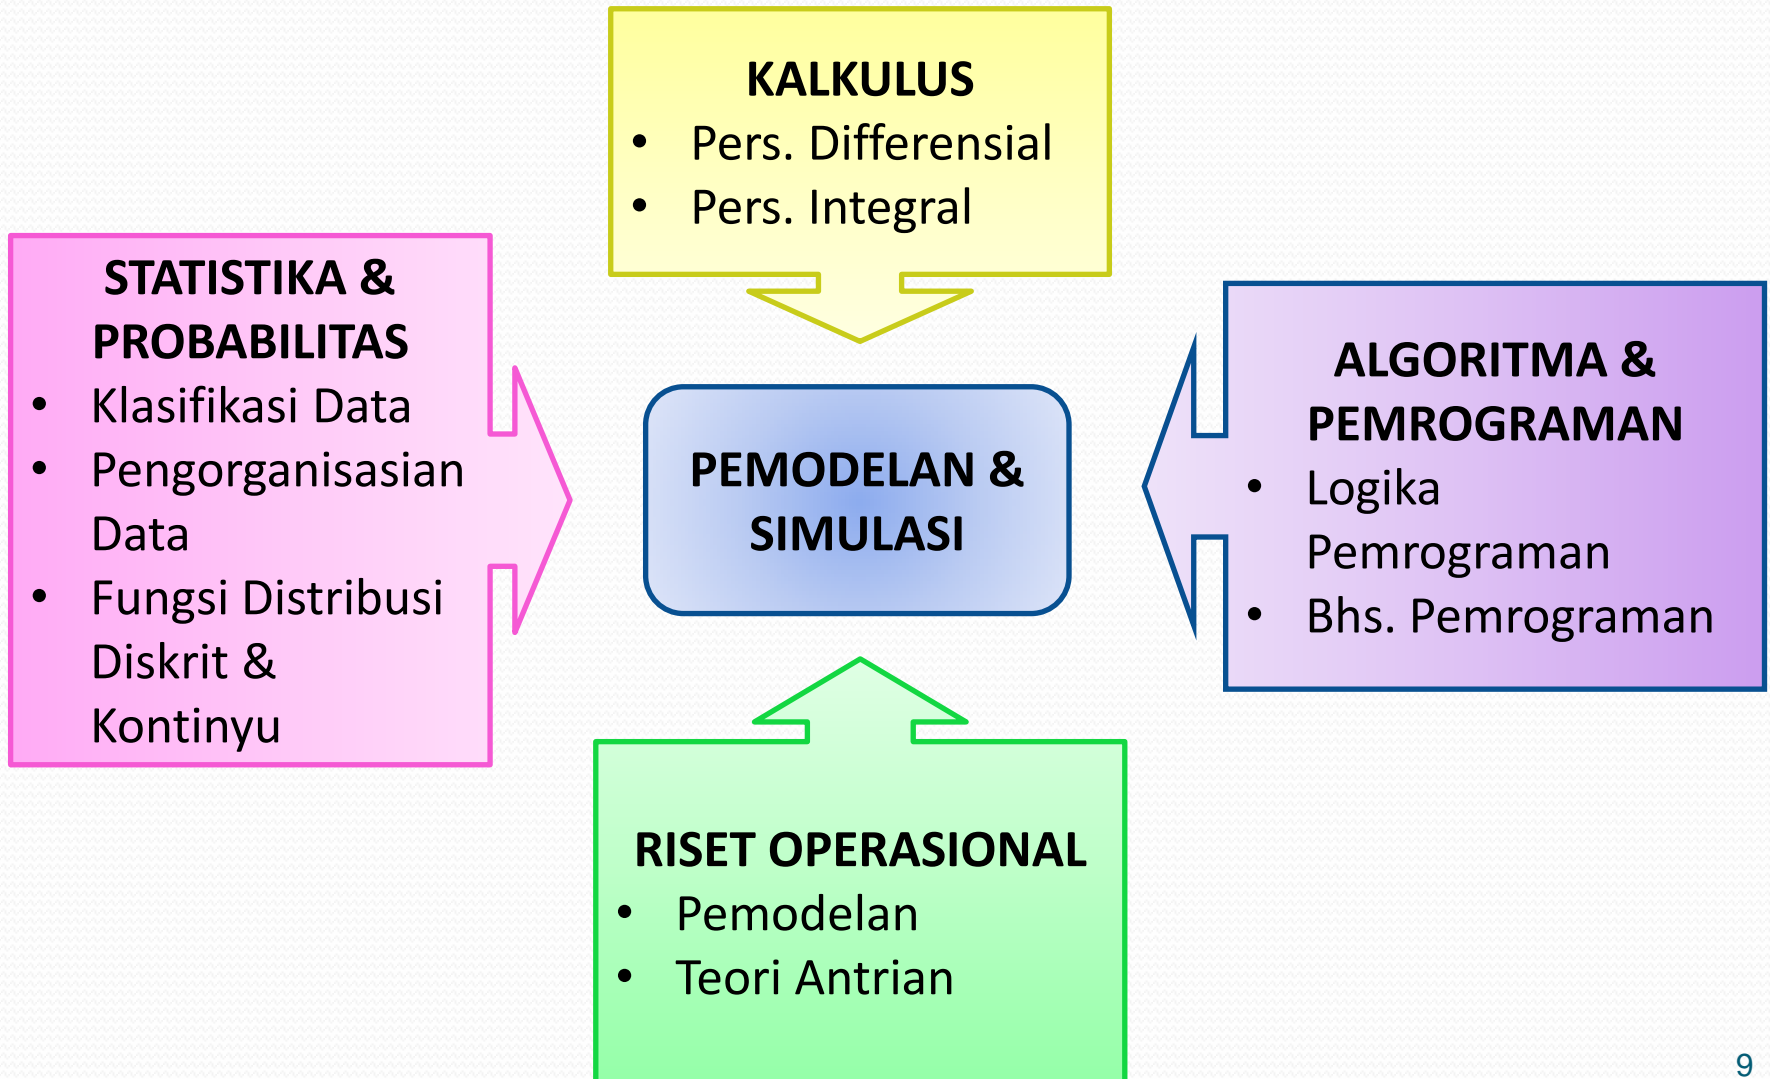 KALKULUS
• Pers. Differensial
• Pers. Integral
STATISTIKA &
PROBABILITAS
• Klasifikasi Data
• Pengorganisasian
Data
• Fungsi Distribusi
Diskrit &
Kontinyu
PEMODELAN &
SIMULASI
ALGORITMA &
PEMROGRAMAN
• Logika
Pemrograman
• Bhs. Pemrograman
RISET OPERASIONAL
• Pemodelan
• Teori Antrian
9